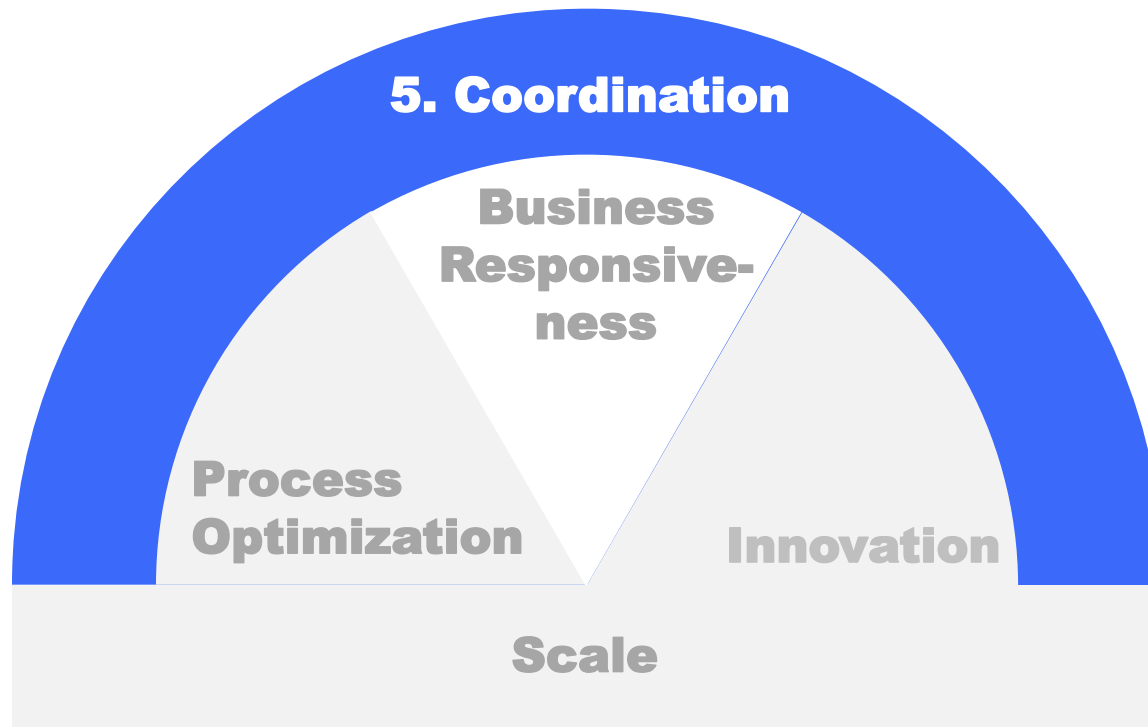 5. Coordination
Business
Responsive-
ness
Process
Optimization
Innovation
Scale